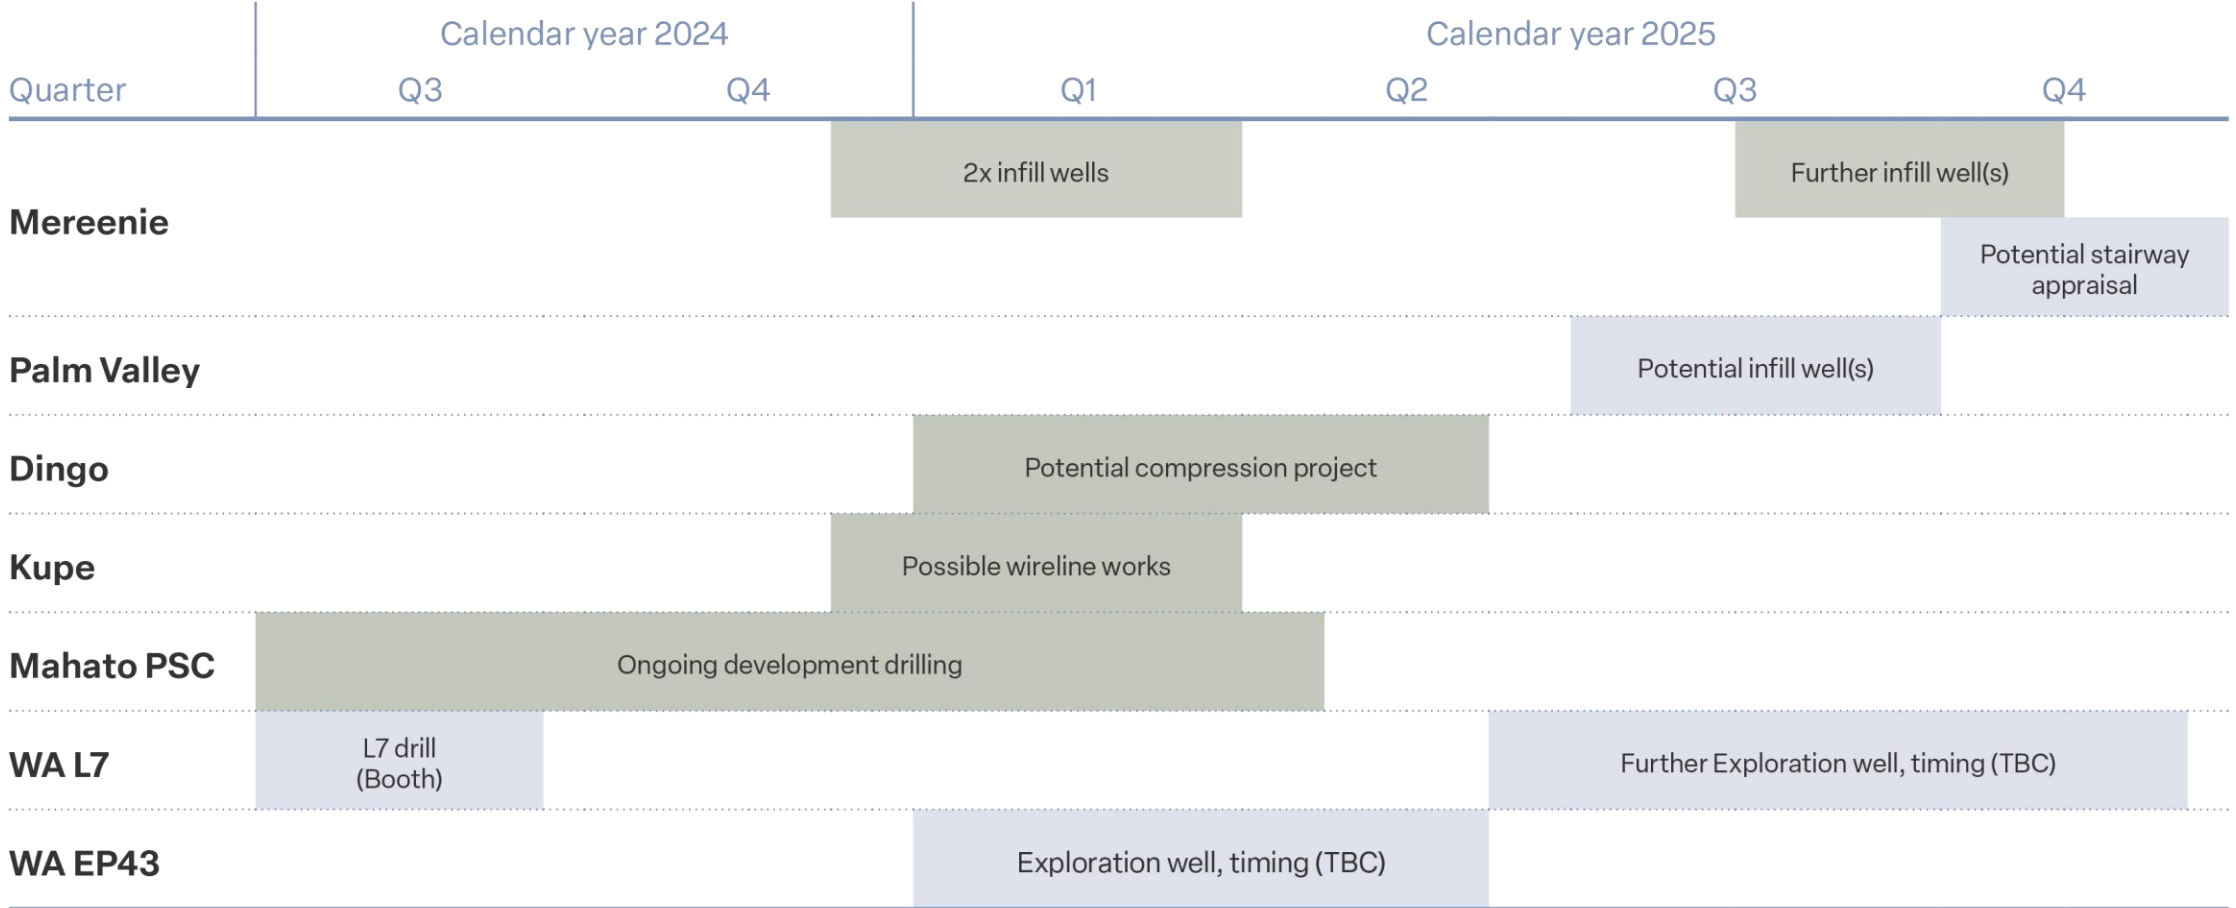 Calendar year 2024
Calendar year 2025
Quarter
Q3
Q4
Q1
Q2
Q3
Q4
Mereenie
2x infill wells
Further infill well(s)
Potential stairway
appraisal
Palm Valley
Potential infill well(s)
Dingo
Potential compression project
Kupe
Possible wireline works
Mahato PSC
Ongoing development drilling
WA L7
L7 drill
(Booth)
Further Exploration well, timing (TBC)
WA EP43
Exploration well, timing (TBC)